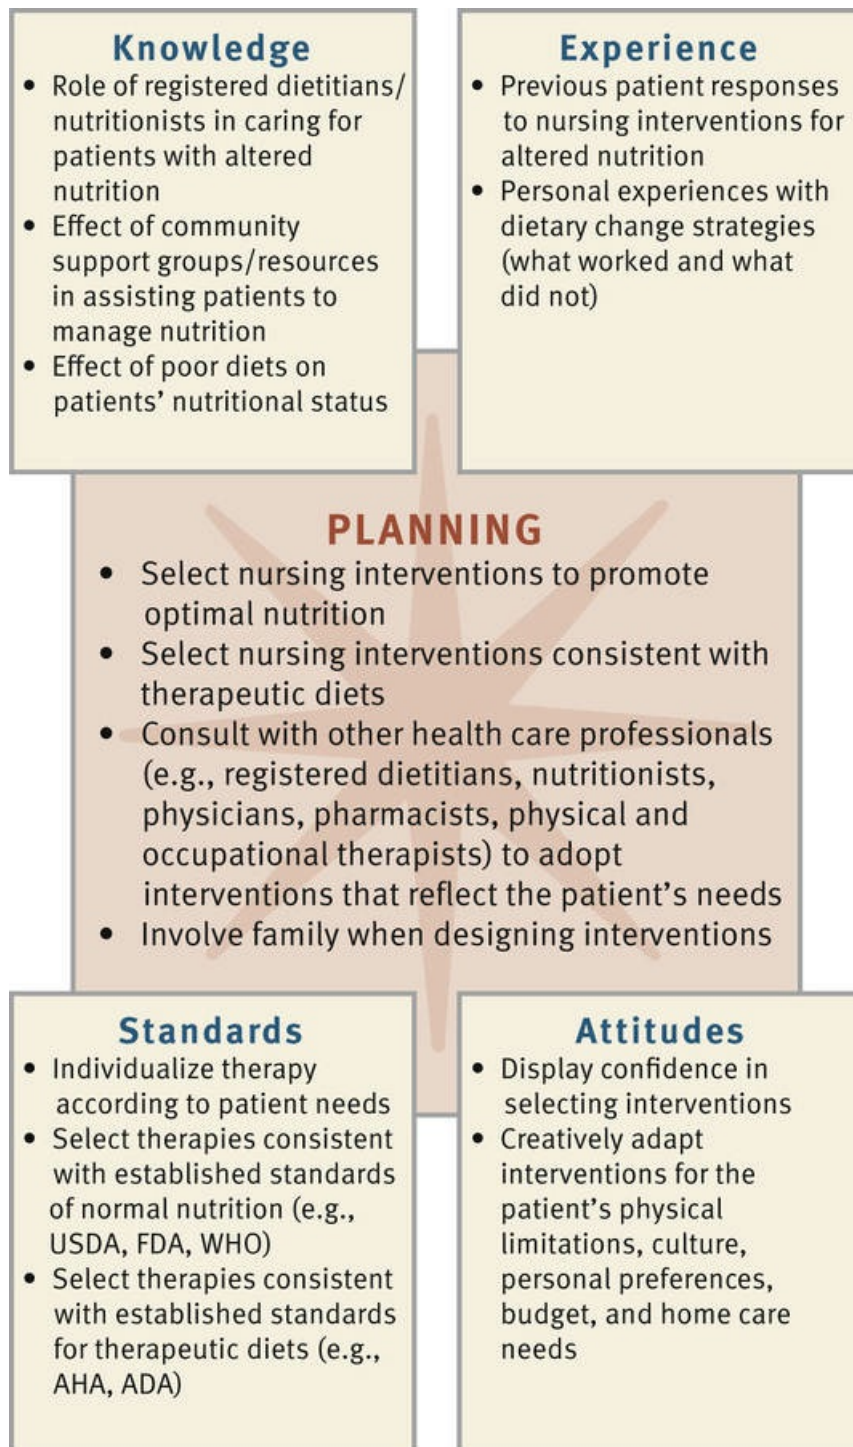 Knowledge
• Role of registered dietitians/
nutritionists in caring for
patients with altered
nutrition
• Effect of community
support groups/resources
in assisting patients to
manage nutrition
• Effect of poor diets on
patients’ nutritional status
Experience
• Previous patient responses
to nursing interventions for
altered nutrition
• Personal experiences with
dietary change strategies
(what worked and what
did not)
PLANNING
• Select nursing interventions to promote
optimal nutrition
• Select nursing interventions consistent with
therapeutic diets
• Consult with other health care professionals
(e.g., registered dietitians, nutritionists,
physicians, pharmacists, physical and
occupational therapists) to adopt
interventions that reflect the patient’s needs
• Involve family when designing interventions
Standards
• Individualize therapy
according to patient needs
• Select therapies consistent
with established standards
of normal nutrition (e.g.,
USDA, FDA, WHO)
• Select therapies consistent
with established standards
for therapeutic diets (e.g.,
AHA, ADA)
Attitudes
• Display confidence in
selecting interventions
• Creatively adapt
interventions for the
patient’s physical
limitations, culture,
personal preferences,
budget, and home care
needs